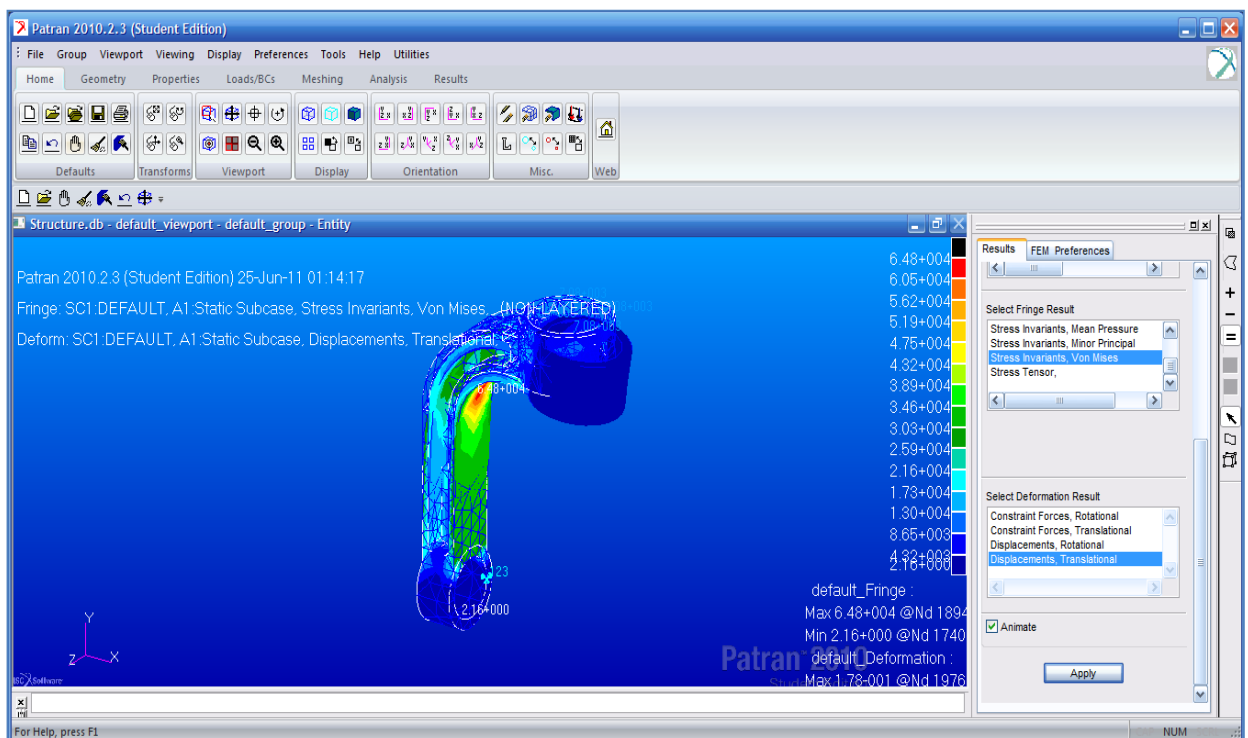 Patran 2010.2.3 (Student Edition)
File Group Viewport Viewing Display Preferences Tools Help Utilities
Home Geometry Properties Loads/BCs Meshing Analysis Results
Defaults Transforms Viewport Display Orientation Misc. Web
Structure.db - default_viewport - default_group - Entity
Patran 2010.2.3 (Student Edition) 25-Jun-11 01:14:17
Fringe: SC1:DEFAULT, A1:Static Subcase, Stress Invariants, Von Mises, (NON-LAYERED)
Deform: SC1:DEFAULT, A1:Static Subcase, Displacements, Translational,
6.48+004
2.16+000
Y
Z X
6.48+004
6.05+004
5.62+004
5.19+004
4.75+004
4.32+004
3.89+004
3.46+004
3.03+004
2.59+004
2.16+004
1.73+004
1.30+004
8.65+003
4.32+003
2.16+000
default_Fringe :
Max 6.48+004 @Nd 1894
Min 2.16+000 @Nd 1740
Patran 2010
default_Deformation :
Max 1.78-001 @Nd 1976
Results FEM Preferences
Select Fringe Result
Stress Invariants, Mean Pressure
Stress Invariants, Minor Principal
Stress Invariants, Von Mises
Stress Tensor,
Select Deformation Result
Constraint Forces, Rotational
Constraint Forces, Translational
Displacements, Rotational
Displacements, Translational
Animate
Apply
For Help, press F1
NUM